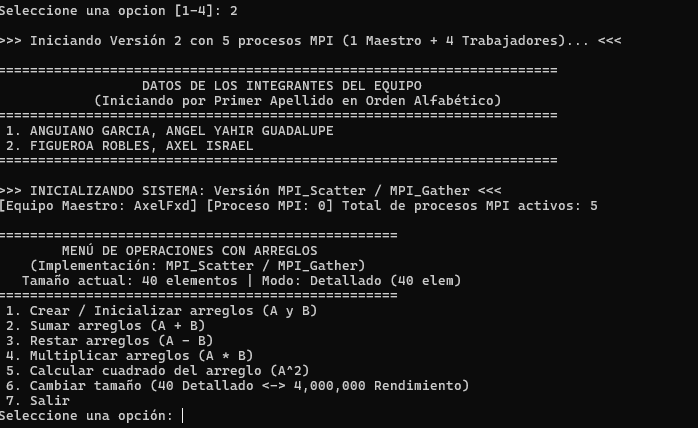 Seleccione una opcion [1-4]: 2
>>> Iniciando Versión 2 con 5 procesos MPI (1 Maestro + 4 Trabajadores)... <<<
======================================================================
DATOS DE LOS INTEGRANTES DEL EQUIPO
(Iniciando por Primer Apellido en Orden Alfabético)
======================================================================
1. ANGUIANO GARCIA, ANGEL YAHIR GUADALUPE
2. FIGUEROA ROBLES, AXEL ISRAEL
======================================================================
>>> INICIALIZANDO SISTEMA: Versión MPI_Scatter / MPI_Gather <<<
[Equipo Maestro: AxelFxd] [Proceso MPI: 0] Total de procesos MPI activos: 5
==================================================
MENÚ DE OPERACIONES CON ARREGLOS
(Implementación: MPI_Scatter / MPI_Gather)
Tamaño actual: 40 elementos | Modo: Detallado (40 elem)
==================================================
1. Crear / Inicializar arreglos (A y B)
2. Sumar arreglos (A + B)
3. Restar arreglos (A - B)
4. Multiplicar arreglos (A * B)
5. Calcular cuadrado del arreglo (A^2)
6. Cambiar tamaño (40 Detallado <-> 4,000,000 Rendimiento)
7. Salir
Seleccione una opción: